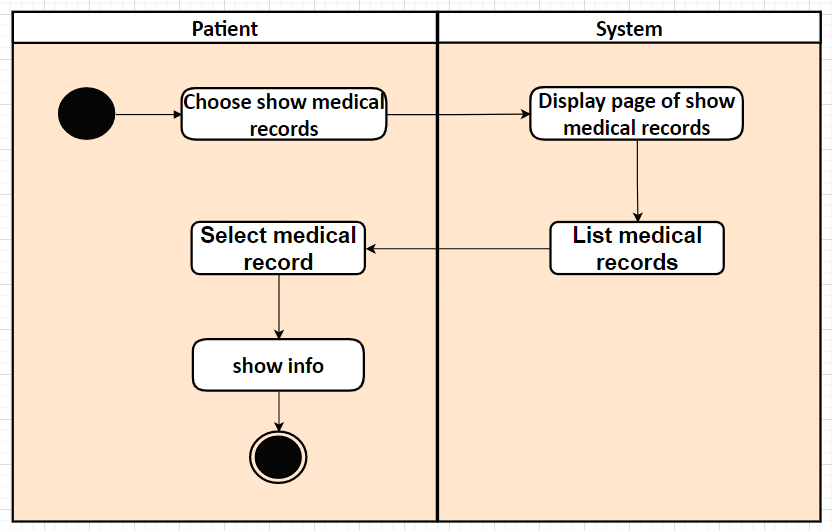 Patient
System
Choose show medical
records
Display page of show
medical records
Select medical
record
List medical
records
show info